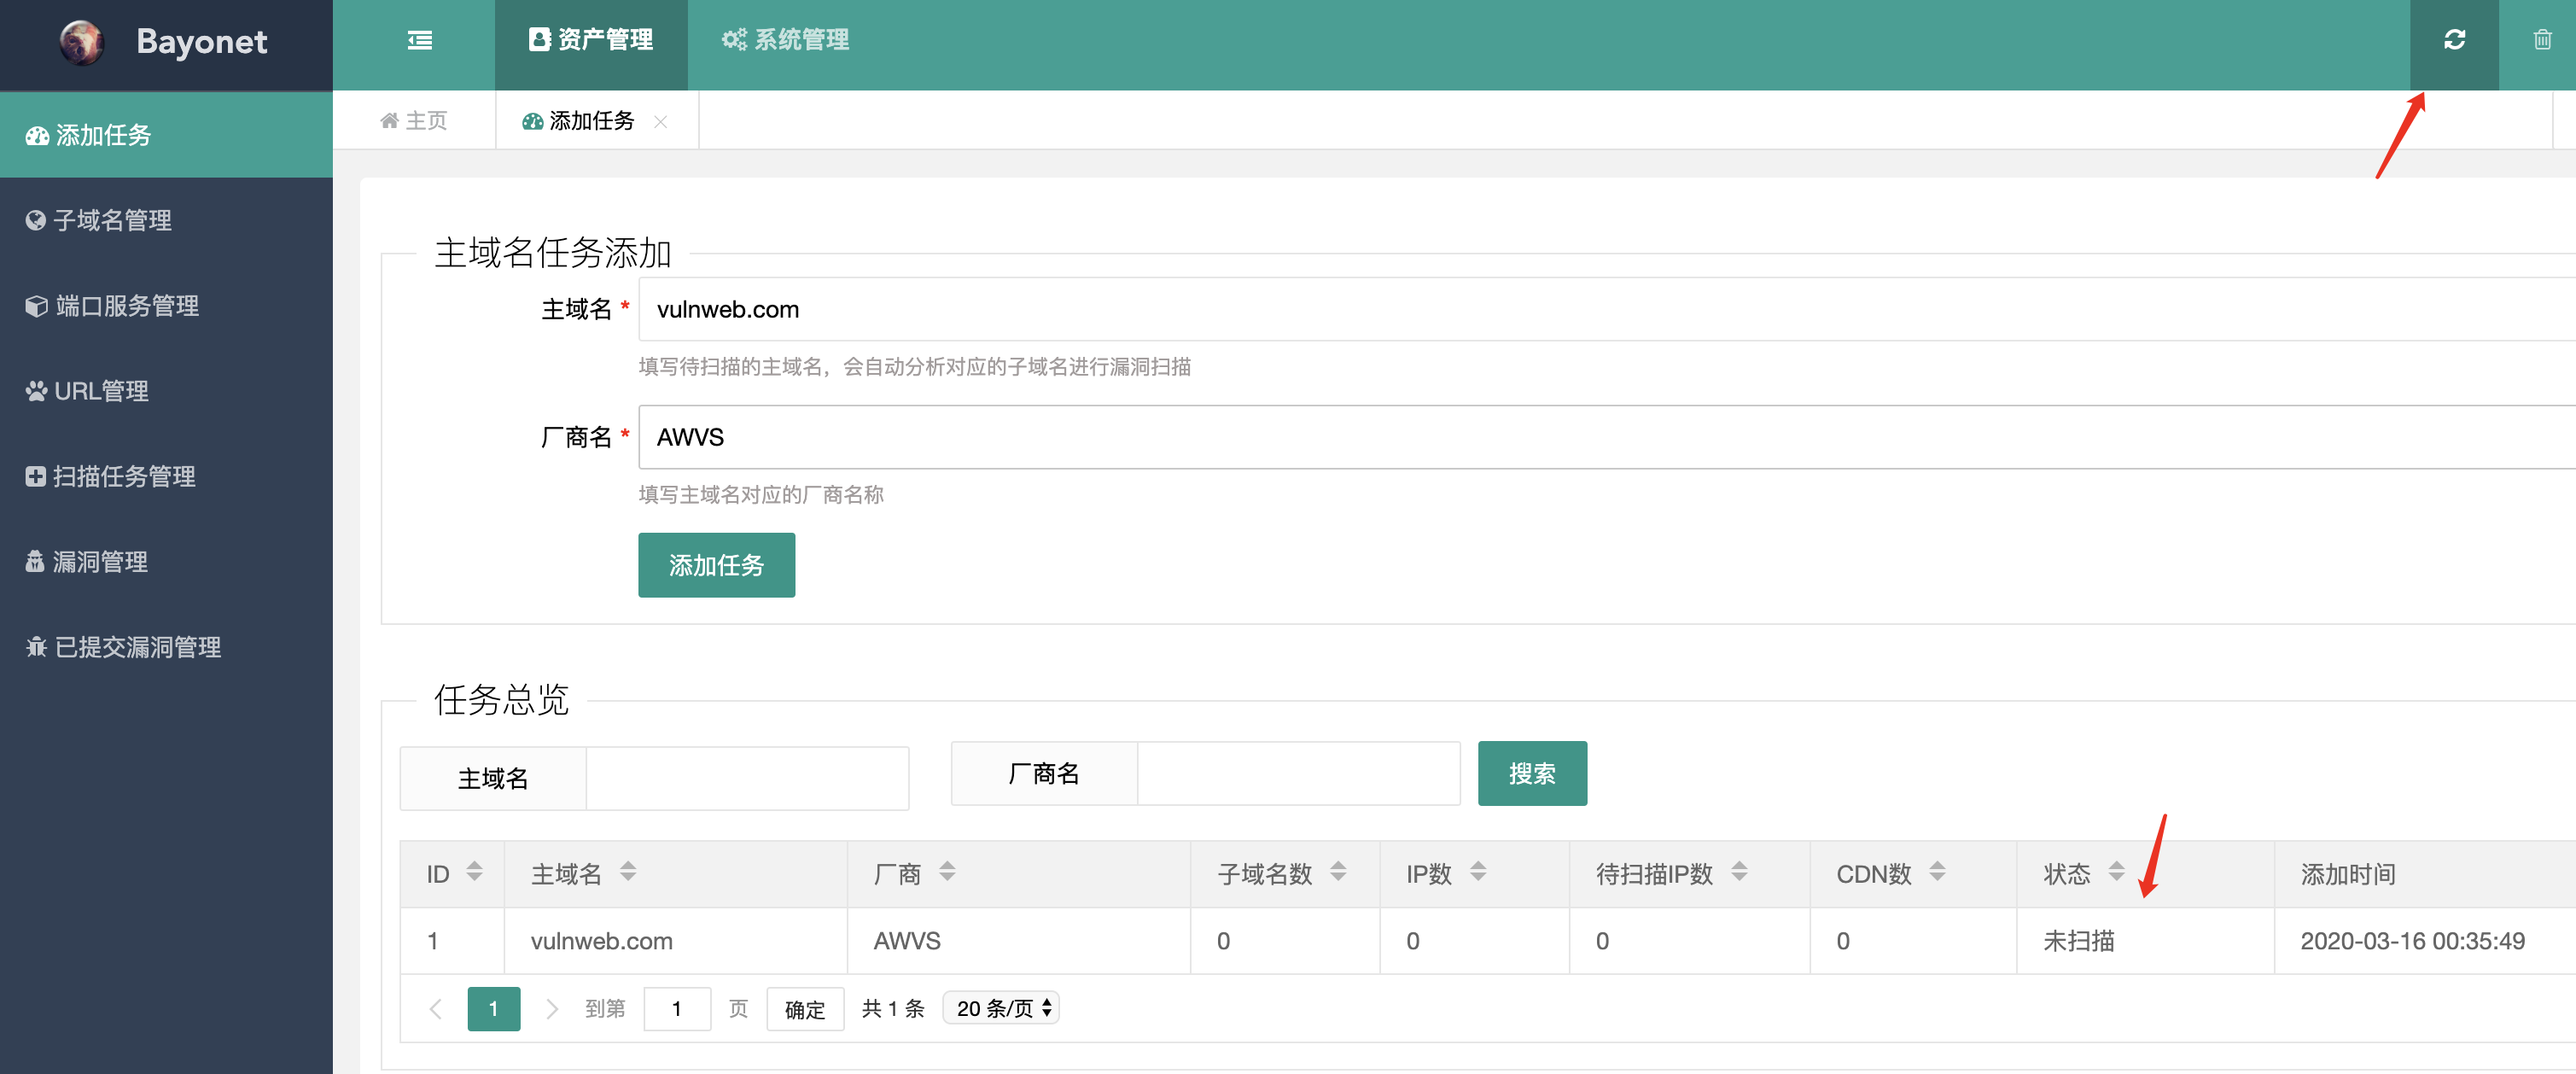 Bayonet
资产管理
系统管理
主页
添加任务
添加任务
子域名管理
端口服务管理
URL管理
扫描任务管理
漏洞管理
已提交漏洞管理
主域名任务添加
主域名 * vulnweb.com
填写待扫描的主域名，会自动分析对应的子域名进行漏洞扫描
厂商名 * AWVS
填写主域名对应的厂商名称
添加任务
任务总览
主域名 厂商名 搜索
ID 主域名 厂商 子域名数 IP数 待扫描IP数 CDN数 状态 添加时间
1 vulnweb.com AWVS 0 0 0 0 未扫描 2020-03-16 00:35:49
1 到第 1 页 确定 共 1 条 20 条/页